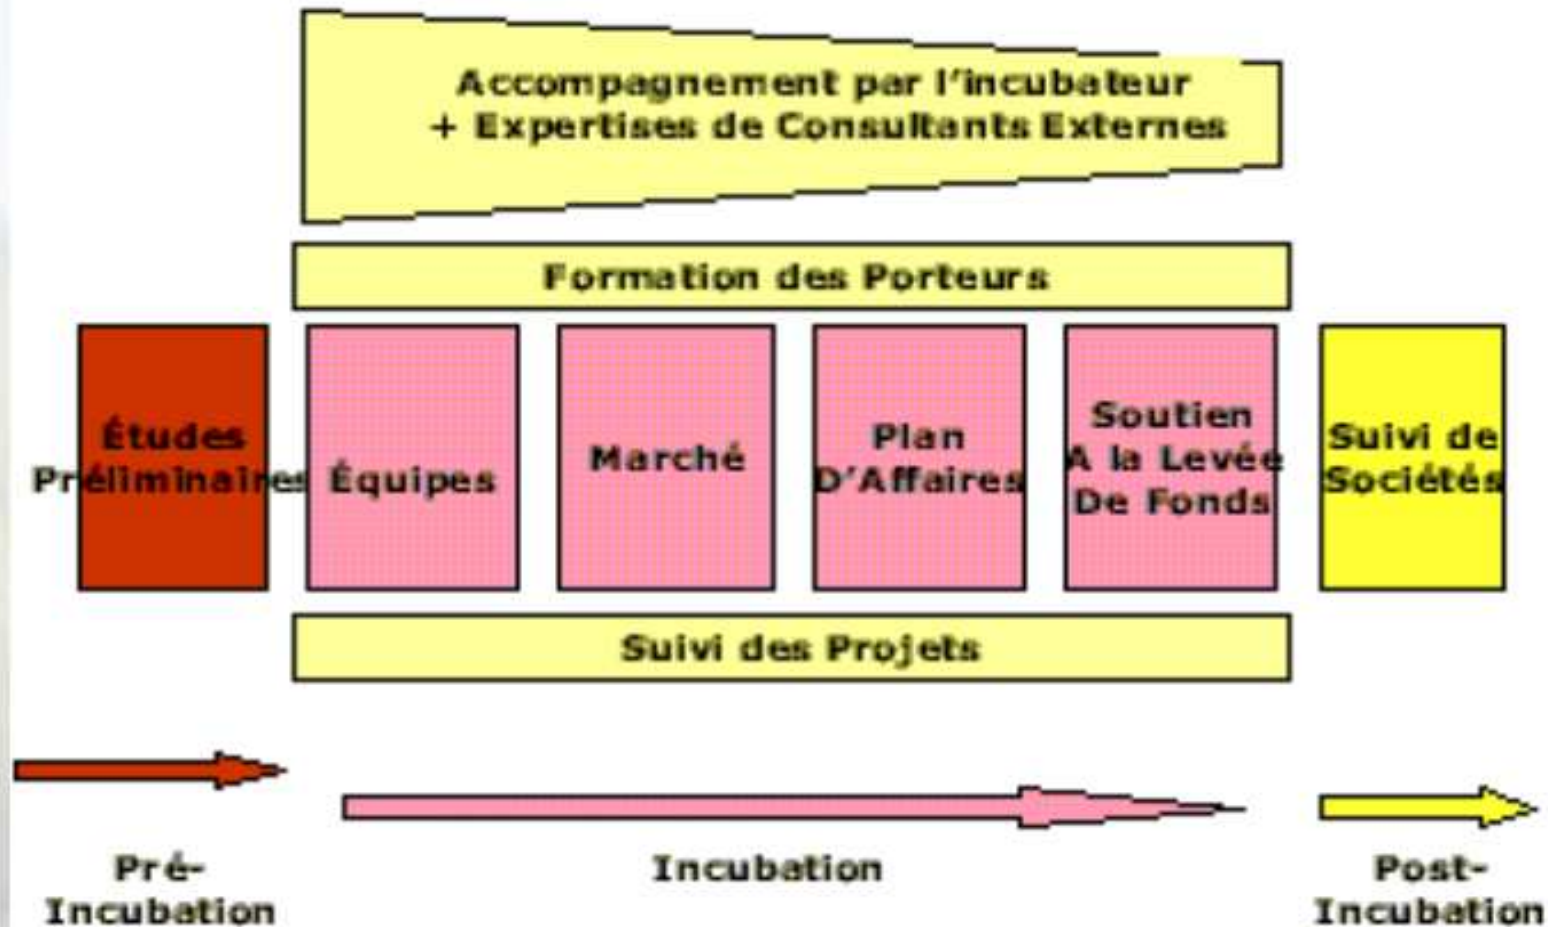 Accompagnement par l'incubateur
+ Expertises de Consultants Externes
Formation des Porteurs
Études
Préliminaires
Équipes
Marché
Plan
D'Affaires
Soutien
A la Levée
De Fonds
Suivi de
Sociétés
Suivi des Projets
Pré-
Incubation
Incubation
Post-
Incubation